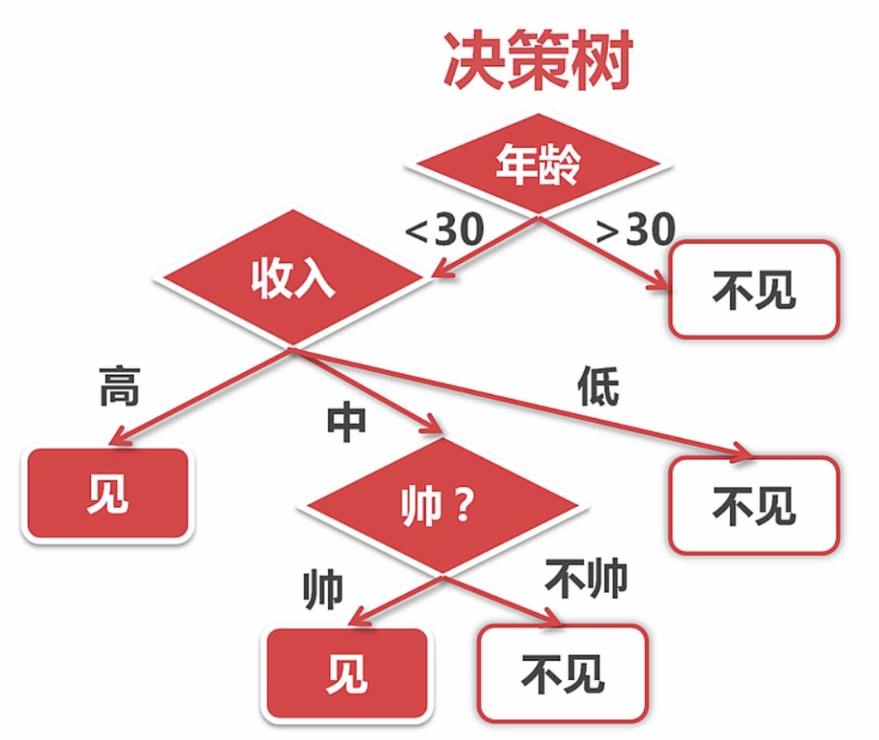 决策树
年龄
<30
>30
收入
不见
高
中
低
见
帅？
不见
帅
不帅
见
不见